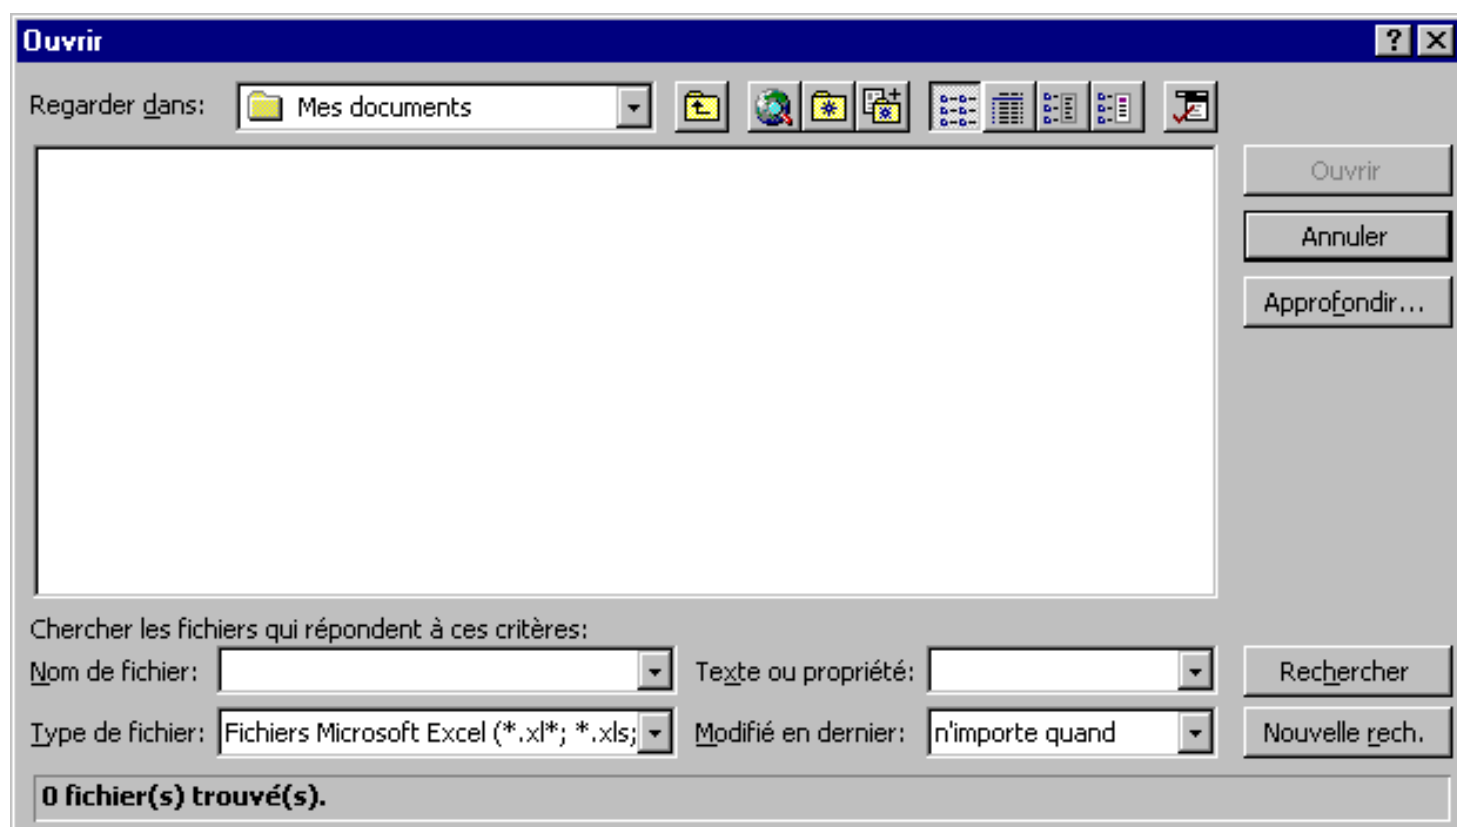 Ouvrir
Regarder dans: Mes documents
Ouvrir
Annuler
Approfondir...
Chercher les fichiers qui répondent à ces critères:
Nom de fichier: Texte ou propriété: Rechercher
Type de fichier: Fichiers Microsoft Excel (*.xl*; *.xls; Modifié en dernier: n'importe quand Nouvelle rech.
0 fichier(s) trouvé(s).